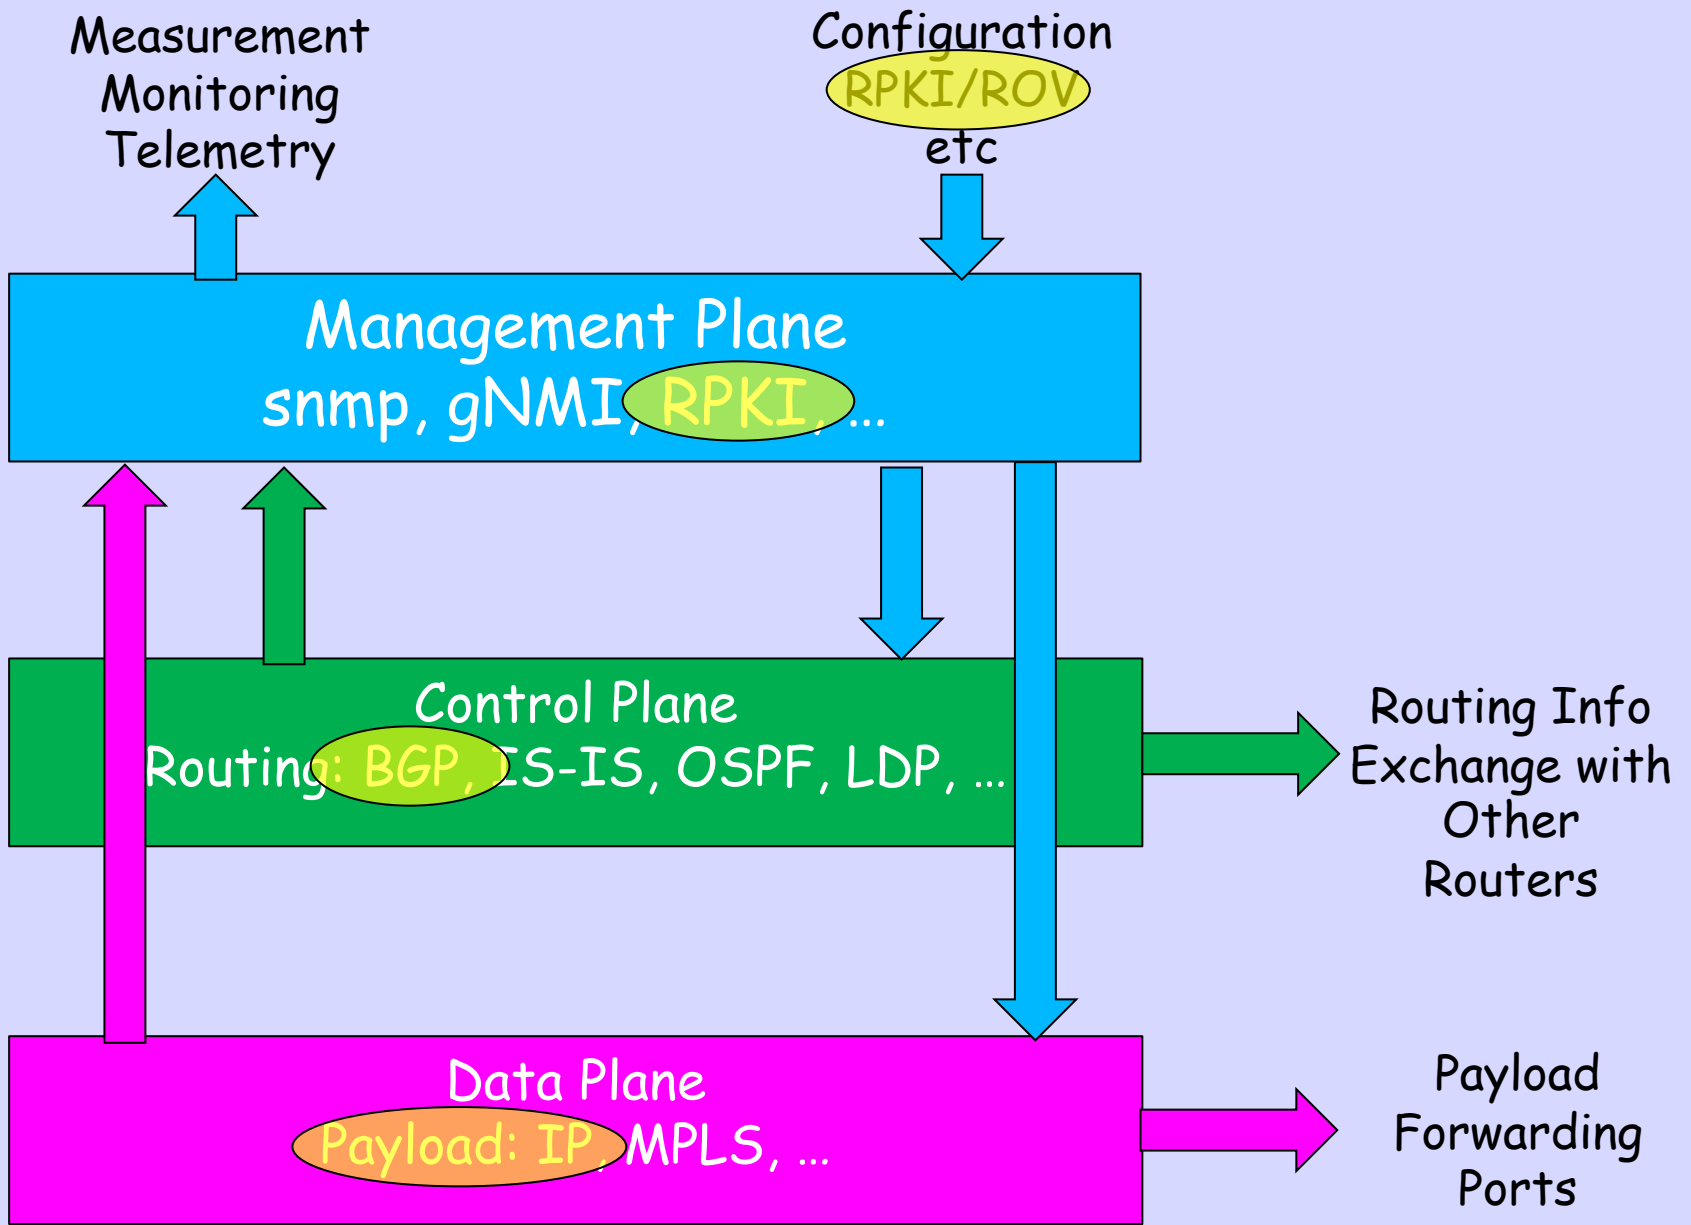 Measurement
Monitoring
Telemetry
Configuration
RPKI/ROV
etc
Management Plane
snmp, gNMI, RPKI, ...
Control Plane
Routing: BGP, IS-IS, OSPF, LDP, ...
Routing Info
Exchange with
Other
Routers
Data Plane
Payload: IP, MPLS, ...
Payload
Forwarding
Ports